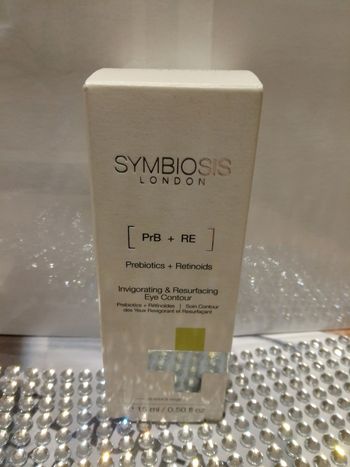 SYMBIOSIS
LONDON
[ PrB + RE ]
Prebiotics + Retinoids
Invigorating & Resurfacing
Eye Contour
Prebiotics + Rétinoïdes | Soin Contour
des Yeux Revigorant et Resurfaçant
15 ml / 0.50 fl oz